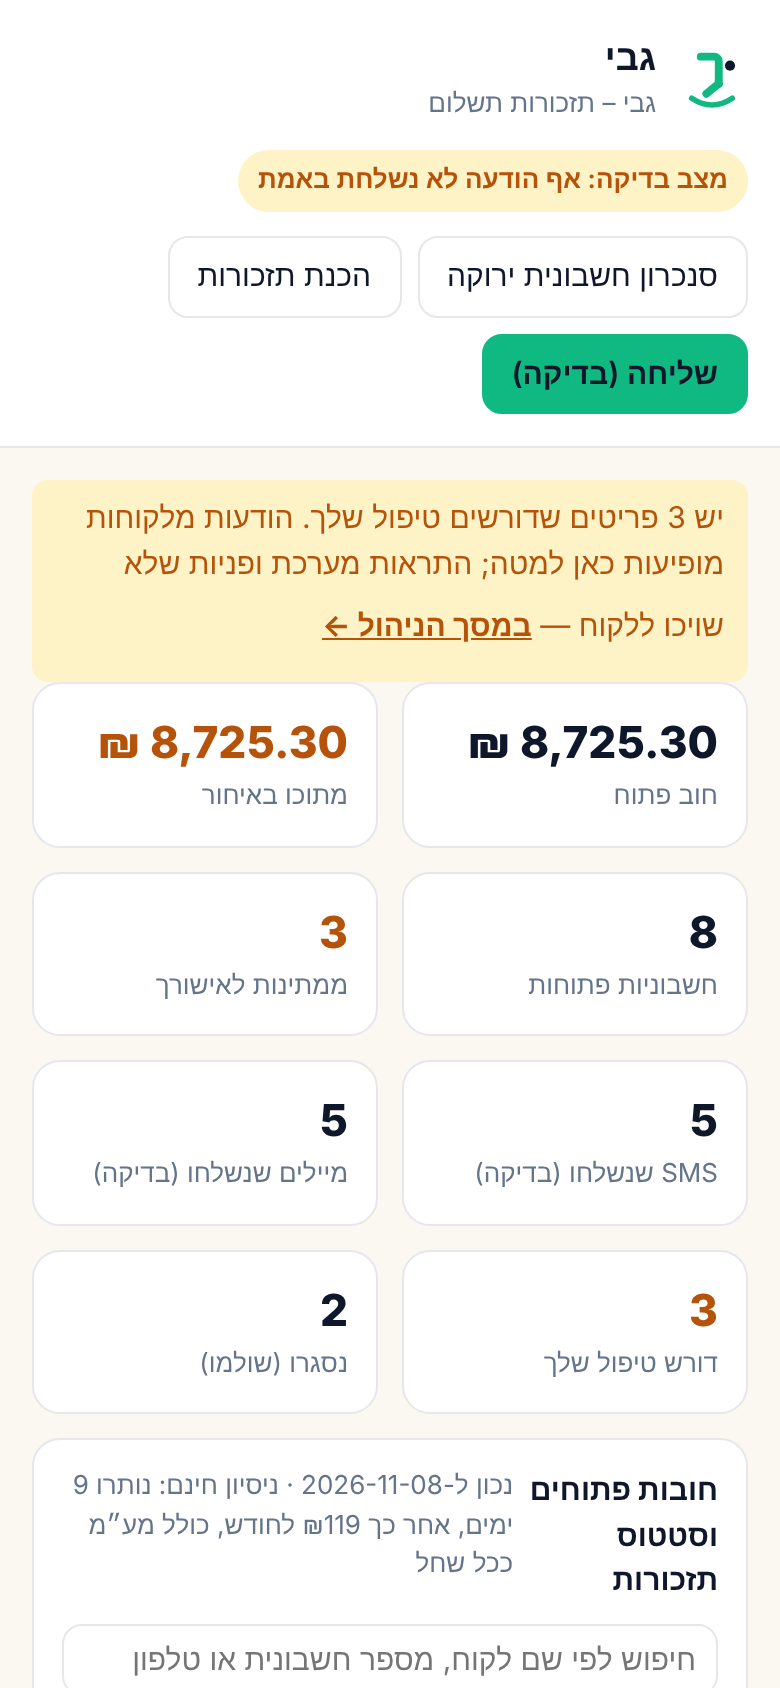 גבי
גבי – תזכורות תשלום
מצב בדיקה: אף הודעה לא נשלחת באמת
סנכרון חשבונית ירוקה
הכנת תזכורות
שליחה (בדיקה)
יש 3 פריטים שדורשים טיפול שלך. הודעות מלקוחות
מופיעות כאן למטה; התראות מערכת ופניות שלא
שויכו ללקוח — במסך הניהול ←
8,725.30 ₪
חוב פתוח
8,725.30 ₪
מתוכו באיחור
8
חשבוניות פתוחות
3
ממתינות לאישורך
5
SMS שנשלחו (בדיקה)
5
מיילים שנשלחו (בדיקה)
3
דורש טיפול שלך
2
נסגרו (שולמו)
חובות פתוחים
וסטטוס
תזכורות
נכון ל-2026-11-08 · ניסיון חינם: נותרו 9
ימים, אחר כך ‏119₪ לחודש, כולל מע״מ
ככל שחל
חיפוש לפי שם לקוח, מספר חשבונית או טלפון